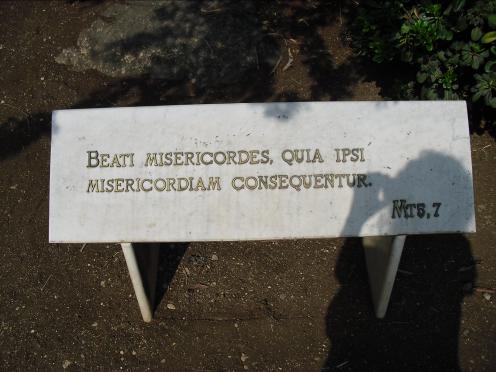 BEATI MISERICORDES, QUIA IPSI
MISERICORDIAM CONSEQUENTUR.
MT5,7